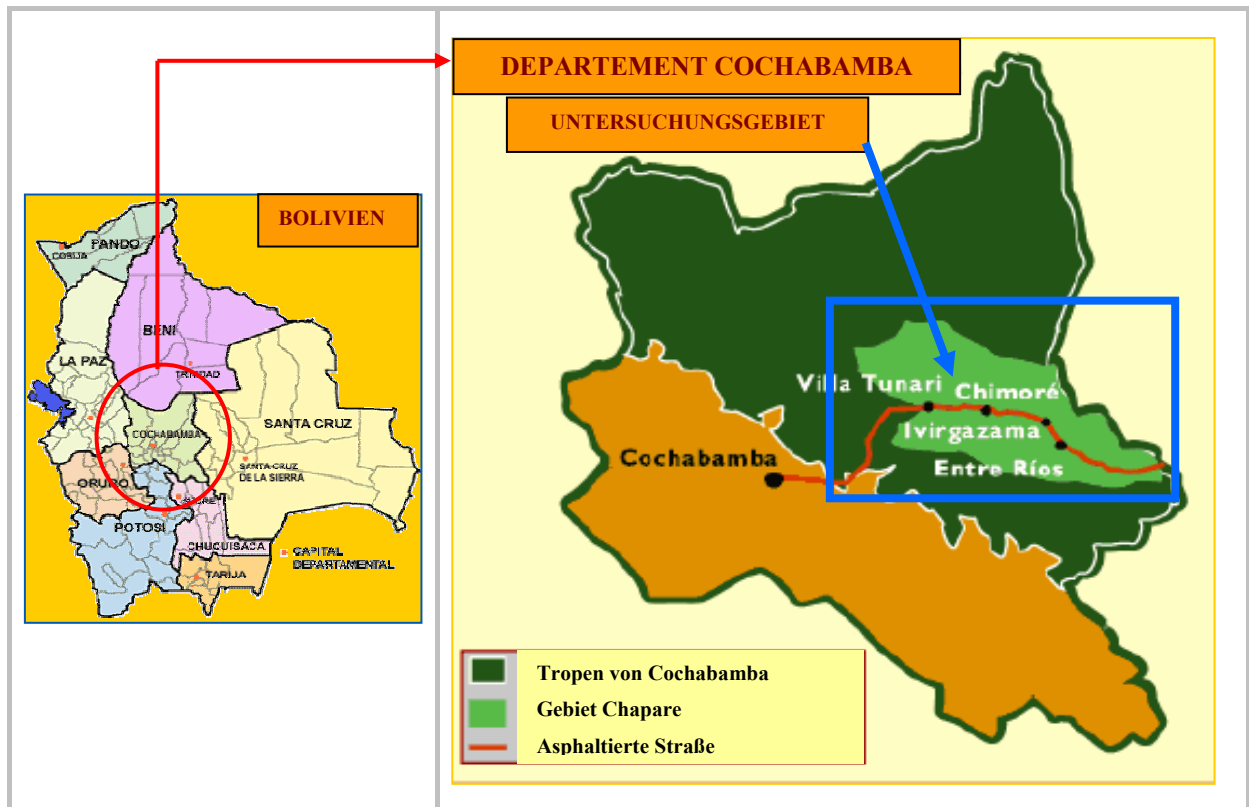 BOLIVIEN
PANDO
COBIJA
BENI
LA PAZ
TRINIDAD
COCHABAMBA
SANTA CRUZ
SANTA CRUZ
DE LA SIERRA
ORURO
SUCRE
POTOSI
CHUQUISACA
CAPITAL
DEPARTAMENTAL
TARIJA
DEPARTEMENT COCHABAMBA
UNTERSUCHUNGSGEBIET
Villa Tunari
Chimoré
Ivirgazama
Cochabamba
Entre Ríos
Tropen von Cochabamba
Gebiet Chapare
Asphaltierte Straße